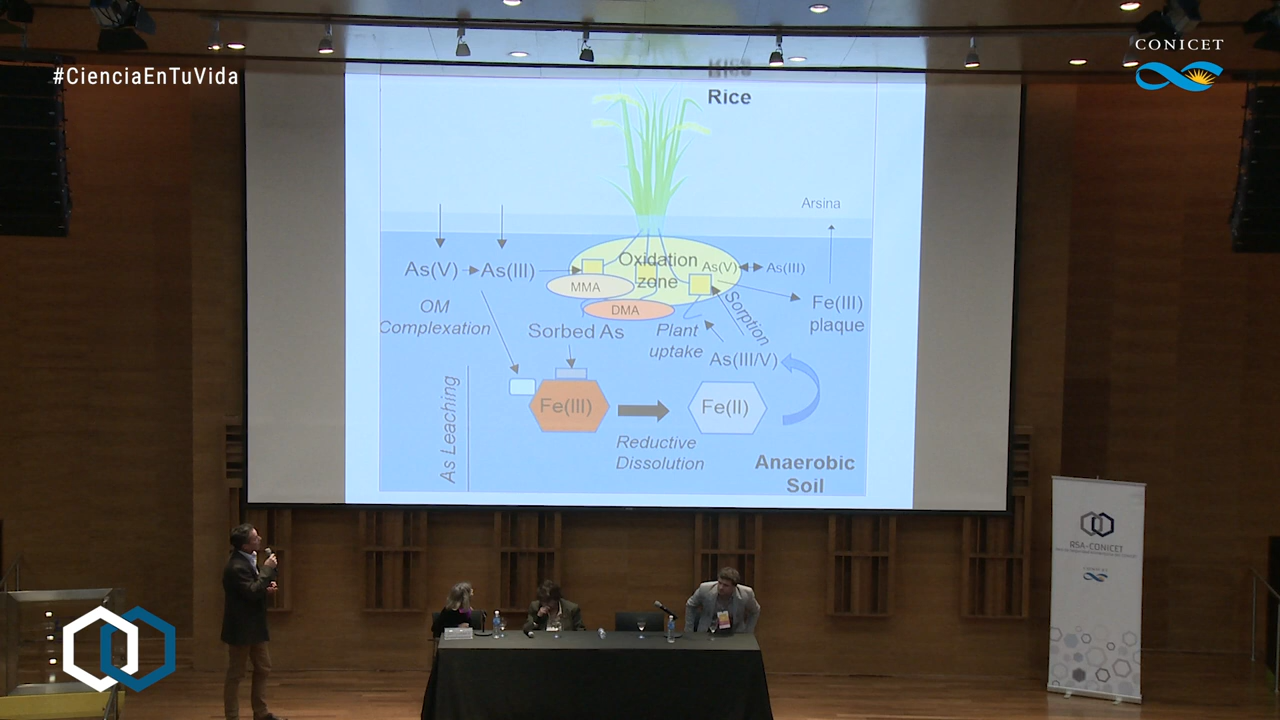 #CienciaEnTuVida
CONICET
Rice
Arsina
As(V)
As(III)
Oxidation
zone
As(V)
As(III)
MMA
DMA
OM
Complexation
Sorbed As
Plant
uptake
Sorption
Fe(III)
plaque
As(III/V)
As Leaching
Fe(III)
Fe(II)
Reductive
Dissolution
Anaerobic
Soil
RSA-CONICET
CONICET